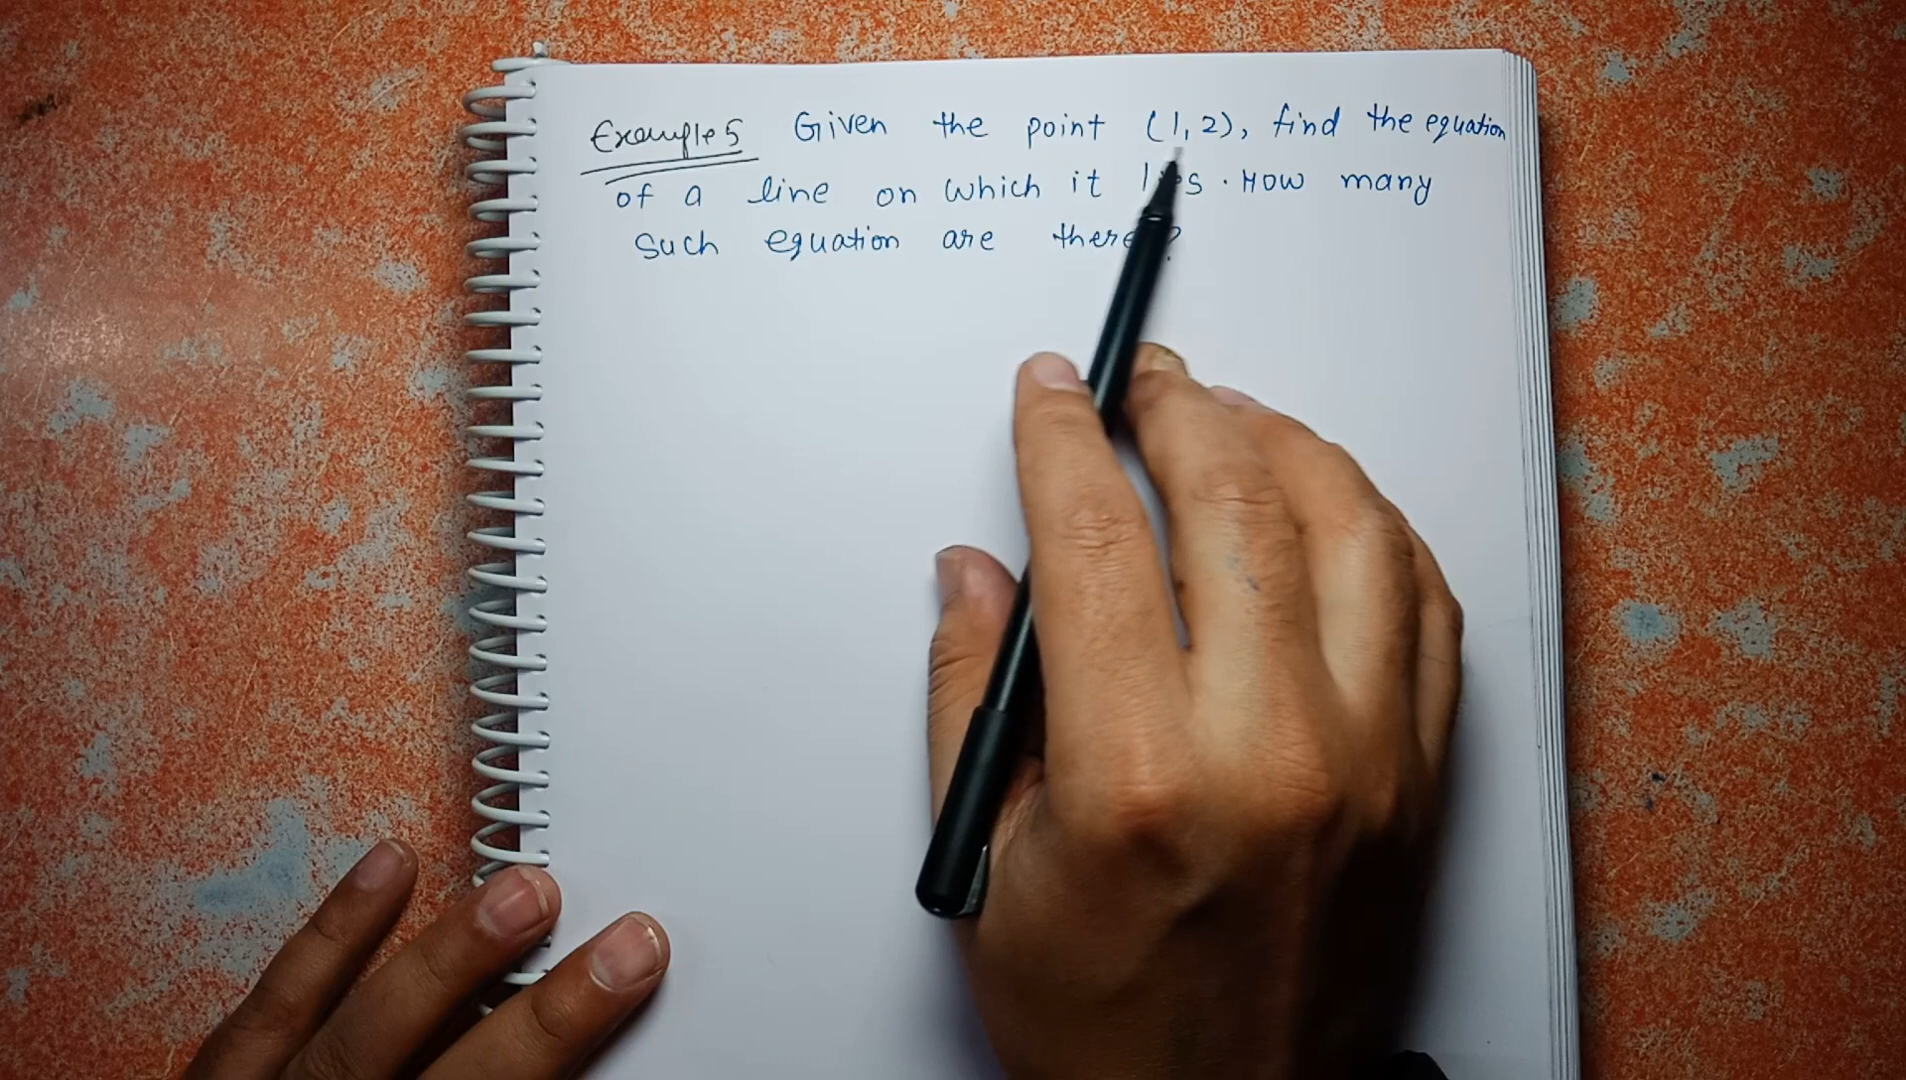 Example 5 Given the point (1,2), find the equation
of a line on which it lies. How many
such equation are there?